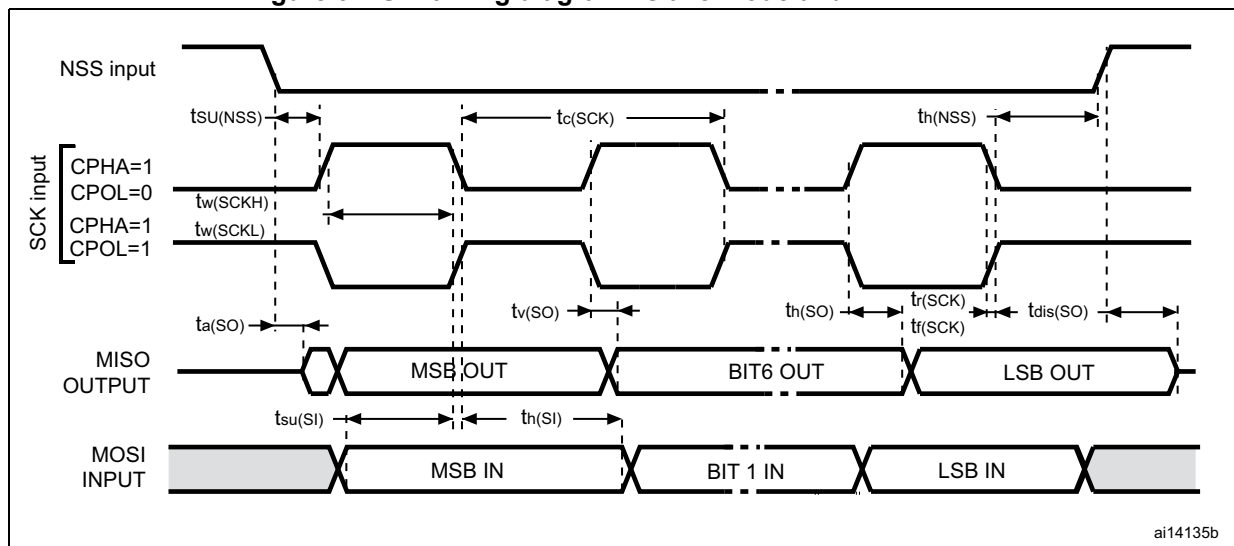 NSS input
tSU(NSS)
tc(SCK)
th(NSS)
SCK input
CPHA=1
CPOL=0
tw(SCKH)
CPHA=1
tw(SCKL)
CPOL=1
ta(SO)
tv(SO)
th(SO)
tr(SCK)
tf(SCK)
tdis(SO)
MISO
OUTPUT
MSB OUT
BIT6 OUT
LSB OUT
tsu(SI)
th(SI)
MOSI
INPUT
MSB IN
BIT 1 IN
LSB IN
ai14135b